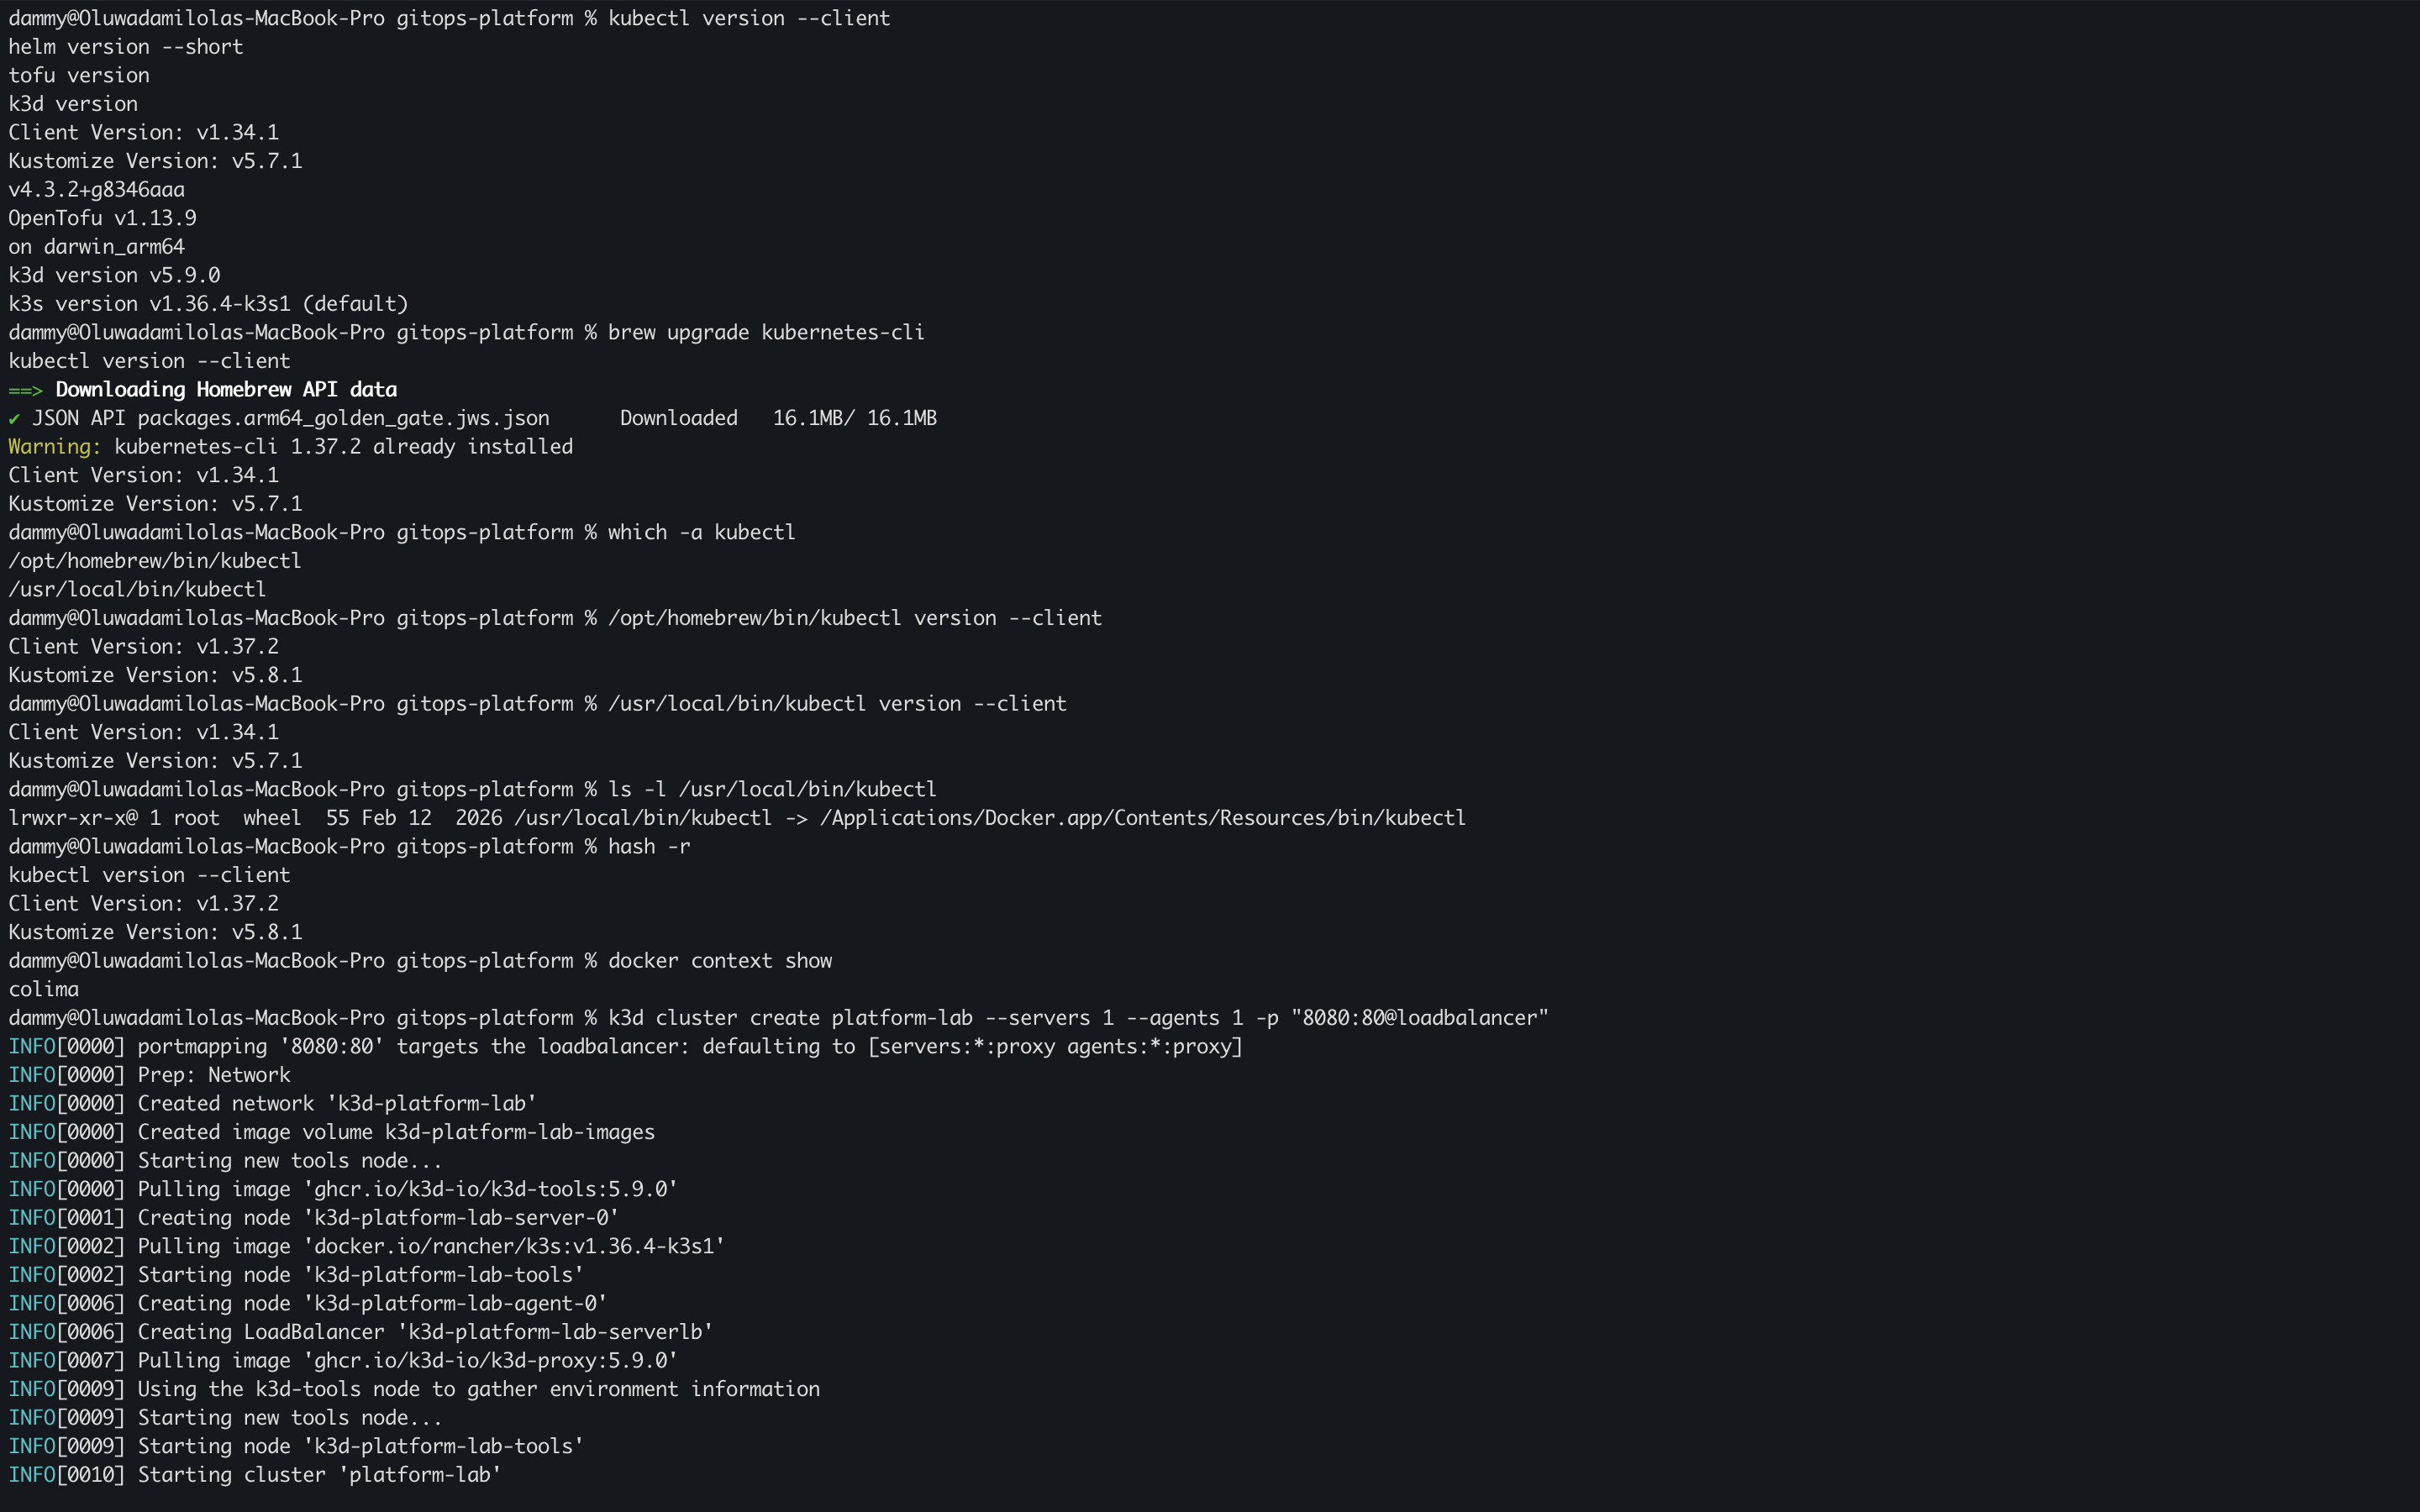 dammy@Oluwadamilolas-MacBook-Pro gitops-platform % kubectl version --client
helm version --short
tofu version
k3d version
Client Version: v1.34.1
Kustomize Version: v5.7.1
v4.3.2+g8346aaa
OpenTofu v1.13.9
on darwin_arm64
k3d version v5.9.0
k3s version v1.36.4-k3s1 (default)
dammy@Oluwadamilolas-MacBook-Pro gitops-platform % brew upgrade kubernetes-cli
kubectl version --client
==> Downloading Homebrew API data
✔ JSON API packages.arm64_golden_gate.jws.json      Downloaded   16.1MB/ 16.1MB
Warning: kubernetes-cli 1.37.2 already installed
Client Version: v1.34.1
Kustomize Version: v5.7.1
dammy@Oluwadamilolas-MacBook-Pro gitops-platform % which -a kubectl
/opt/homebrew/bin/kubectl
/usr/local/bin/kubectl
dammy@Oluwadamilolas-MacBook-Pro gitops-platform % /opt/homebrew/bin/kubectl version --client
Client Version: v1.37.2
Kustomize Version: v5.8.1
dammy@Oluwadamilolas-MacBook-Pro gitops-platform % /usr/local/bin/kubectl version --client
Client Version: v1.34.1
Kustomize Version: v5.7.1
dammy@Oluwadamilolas-MacBook-Pro gitops-platform % ls -l /usr/local/bin/kubectl
lrwxr-xr-x@ 1 root  wheel  55 Feb 12  2026 /usr/local/bin/kubectl -> /Applications/Docker.app/Contents/Resources/bin/kubectl
dammy@Oluwadamilolas-MacBook-Pro gitops-platform % hash -r
kubectl version --client
Client Version: v1.37.2
Kustomize Version: v5.8.1
dammy@Oluwadamilolas-MacBook-Pro gitops-platform % docker context show
colima
dammy@Oluwadamilolas-MacBook-Pro gitops-platform % k3d cluster create platform-lab --servers 1 --agents 1 -p "8080:80@loadbalancer"
INFO[0000] portmapping '8080:80' targets the loadbalancer: defaulting to [servers:*:proxy agents:*:proxy]
INFO[0000] Prep: Network
INFO[0000] Created network 'k3d-platform-lab'
INFO[0000] Created image volume k3d-platform-lab-images
INFO[0000] Starting new tools node...
INFO[0000] Pulling image 'ghcr.io/k3d-io/k3d-tools:5.9.0'
INFO[0001] Creating node 'k3d-platform-lab-server-0'
INFO[0002] Pulling image 'docker.io/rancher/k3s:v1.36.4-k3s1'
INFO[0002] Starting node 'k3d-platform-lab-tools'
INFO[0006] Creating node 'k3d-platform-lab-agent-0'
INFO[0006] Creating LoadBalancer 'k3d-platform-lab-serverlb'
INFO[0007] Pulling image 'ghcr.io/k3d-io/k3d-proxy:5.9.0'
INFO[0009] Using the k3d-tools node to gather environment information
INFO[0009] Starting new tools node...
INFO[0009] Starting node 'k3d-platform-lab-tools'
INFO[0010] Starting cluster 'platform-lab'